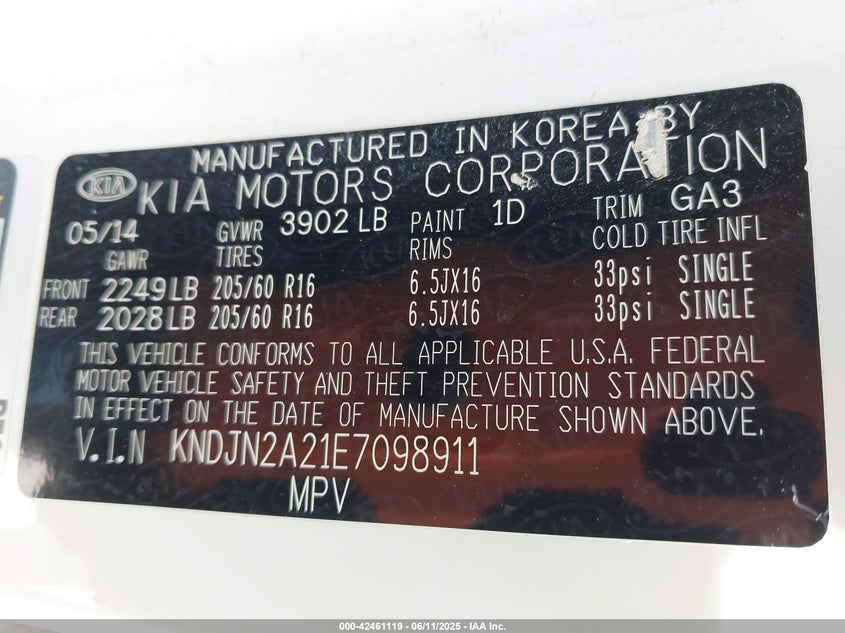 MANUFACTURED IN KOREA BY
KIA KIA MOTORS CORPORATION
05/14 GVWR 3902 LB PAINT 1D TRIM GA3
GAWR TIRES RIMS COLD TIRE INFL
FRONT 2249 LB 205/60 R16 6.5JX16 33psi SINGLE
REAR 2028 LB 205/60 R16 6.5JX16 33psi SINGLE
THIS VEHICLE CONFORMS TO ALL APPLICABLE U.S.A. FEDERAL
MOTOR VEHICLE SAFETY AND THEFT PREVENTION STANDARDS
IN EFFECT ON THE DATE OF MANUFACTURE SHOWN ABOVE.
V.I.N KNDJN2A21E7098911
MPV
000-42461119 - 06/11/2025 - IAA Inc.